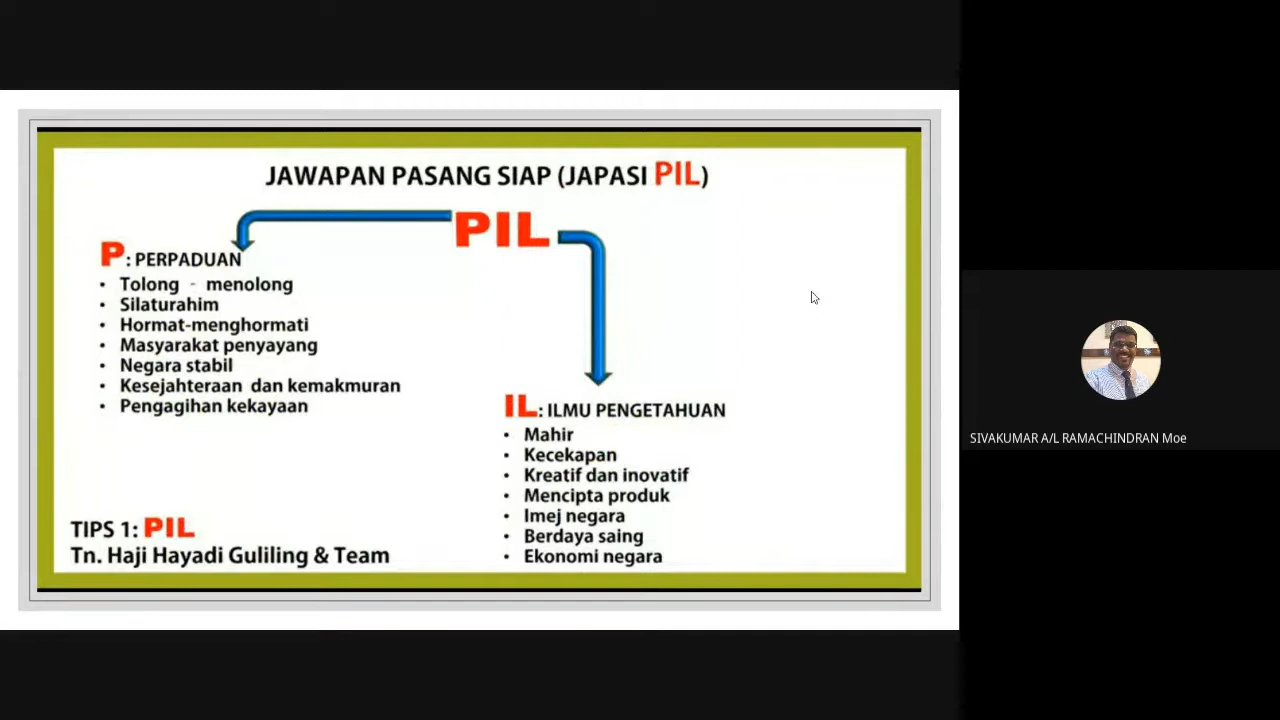 JAWAPAN PASANG SIAP (JAPASI PIL)
PIL
P: PERPADUAN
• Tolong - menolong
• Silaturahim
• Hormat-menghormati
• Masyarakat penyayang
• Negara stabil
• Kesejahteraan dan kemakmuran
• Pengagihan kekayaan
IL: ILMU PENGETAHUAN
• Mahir
• Kecekapan
• Kreatif dan inovatif
• Mencipta produk
• Imej negara
• Berdaya saing
• Ekonomi negara
TIPS 1: PIL
Tn. Haji Hayadi Guliling & Team
SIVAKUMAR A/L RAMACHINDRAN Moe